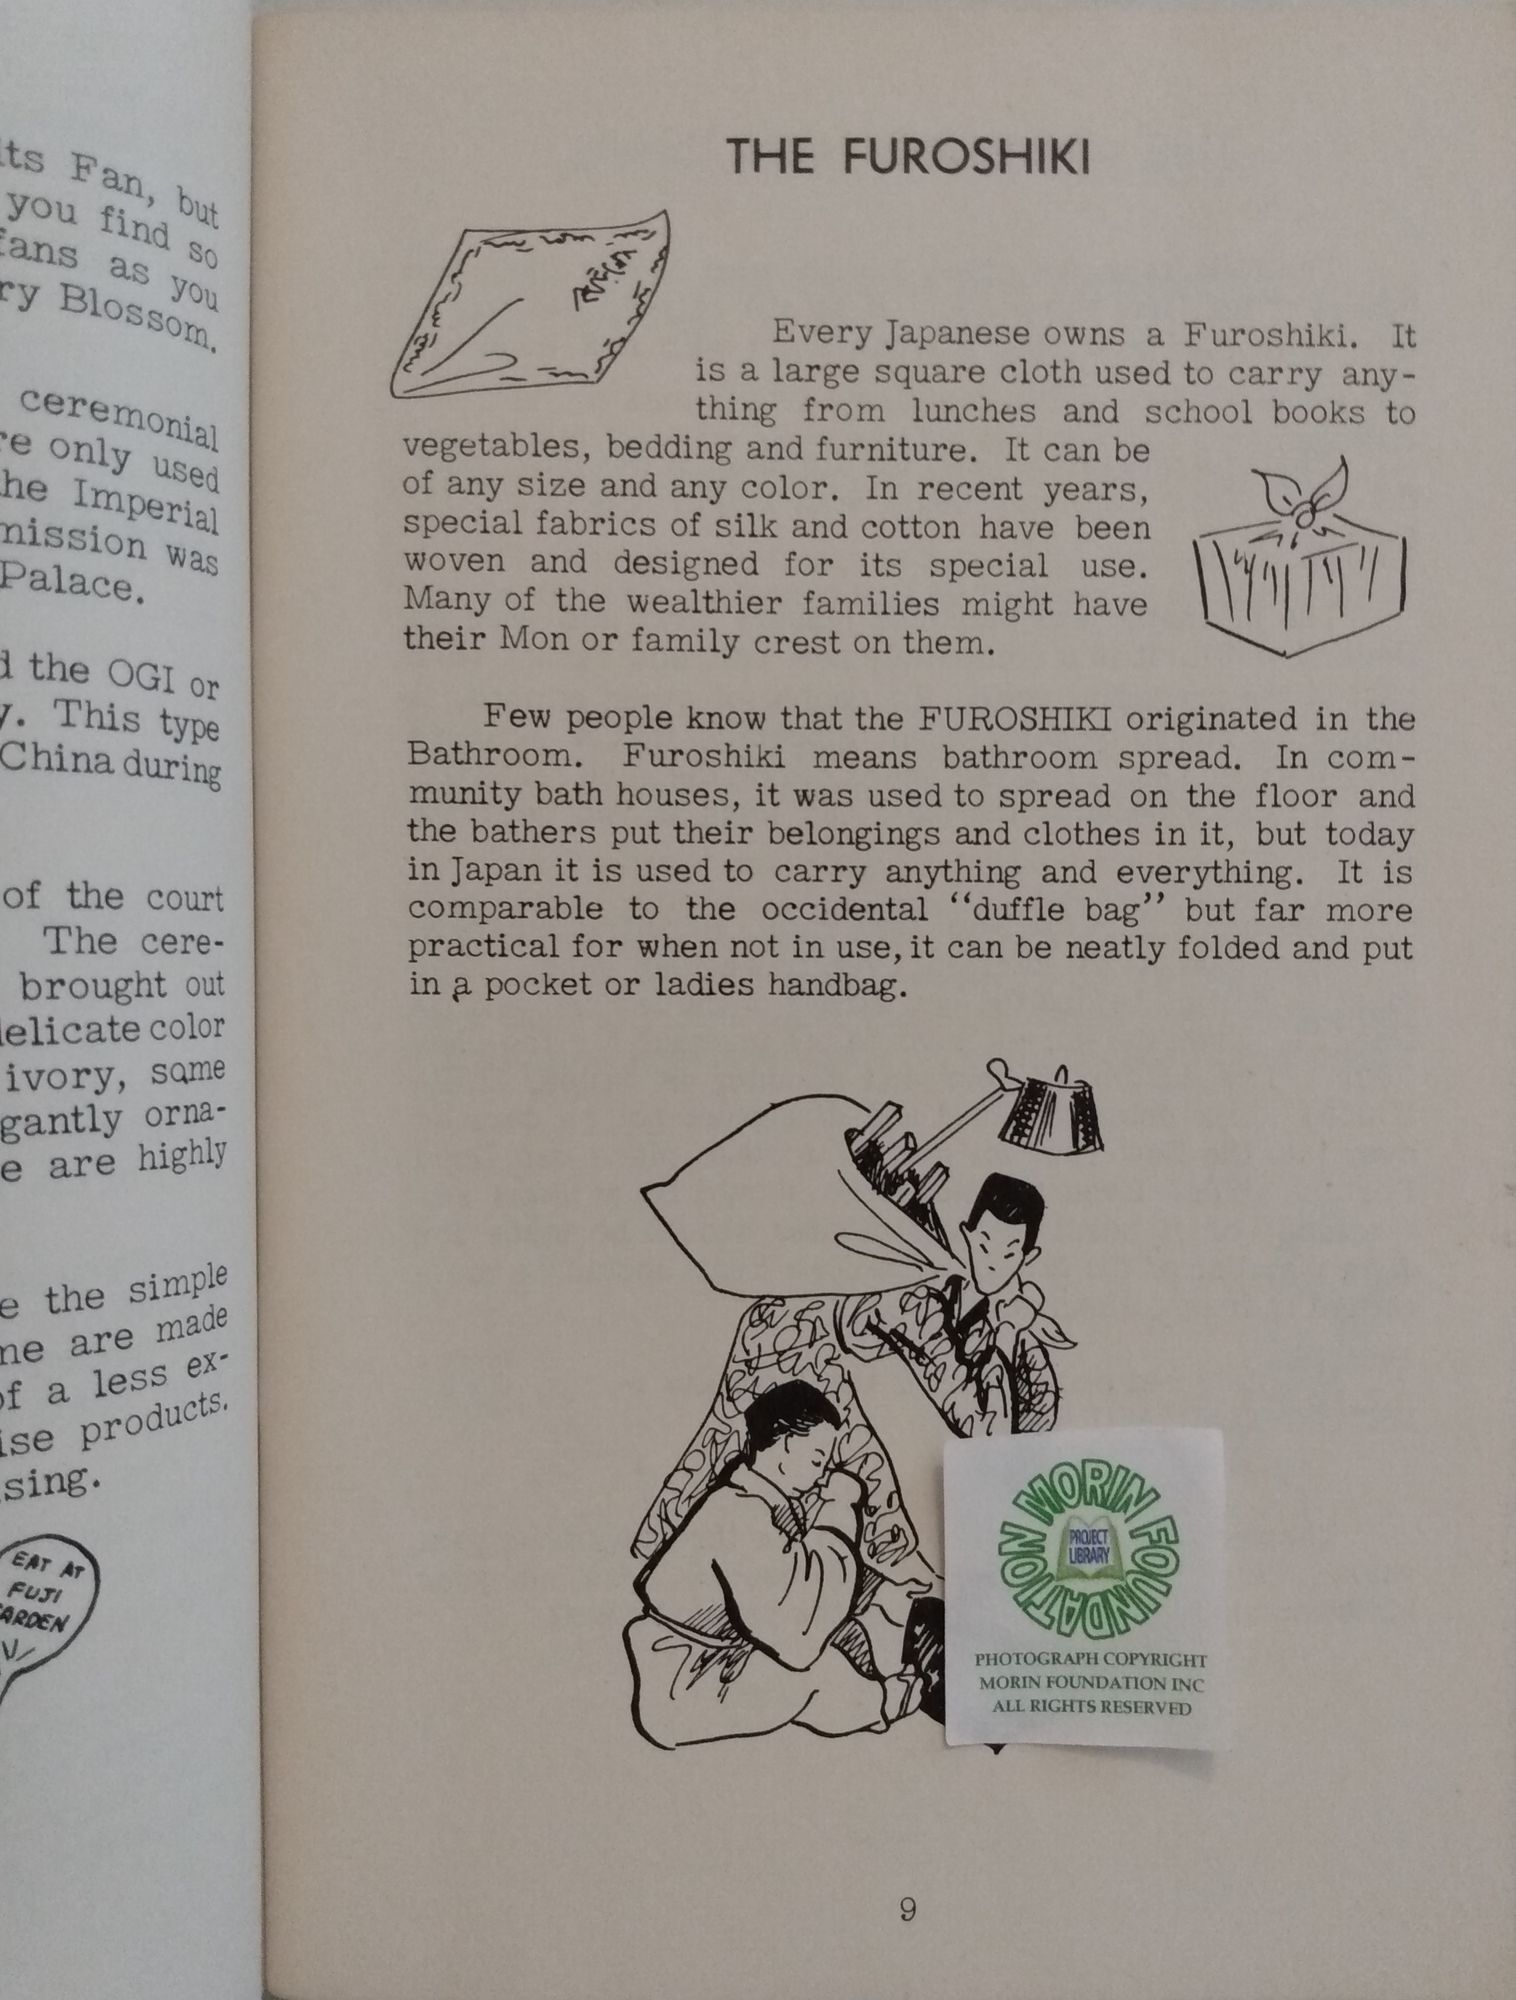 its Fan, but
you find so
fans as you
ry Blossom.
ceremonial
re only used
he Imperial
mission was
Palace.
d the OGI or
y. This type
China during
of the court
The cere-
brought out
delicate color
ivory, some
gantly orna-
e are highly
e the simple
me are made
of a less ex-
ise products.
sing.
EAT AT
FUJI
GARDEN
THE FUROSHIKI
Every Japanese owns a Furoshiki. It
is a large square cloth used to carry any-
thing from lunches and school books to
vegetables, bedding and furniture. It can be
of any size and any color. In recent years,
special fabrics of silk and cotton have been
woven and designed for its special use.
Many of the wealthier families might have
their Mon or family crest on them.
Few people know that the FUROSHIKI originated in the
Bathroom. Furoshiki means bathroom spread. In com-
munity bath houses, it was used to spread on the floor and
the bathers put their belongings and clothes in it, but today
in Japan it is used to carry anything and everything. It is
comparable to the occidental “duffle bag” but far more
practical for when not in use, it can be neatly folded and put
in a pocket or ladies handbag.
MORIN FOUNDATION
PROJECT
LIBRARY
PHOTOGRAPH COPYRIGHT
MORIN FOUNDATION INC
ALL RIGHTS RESERVED
9